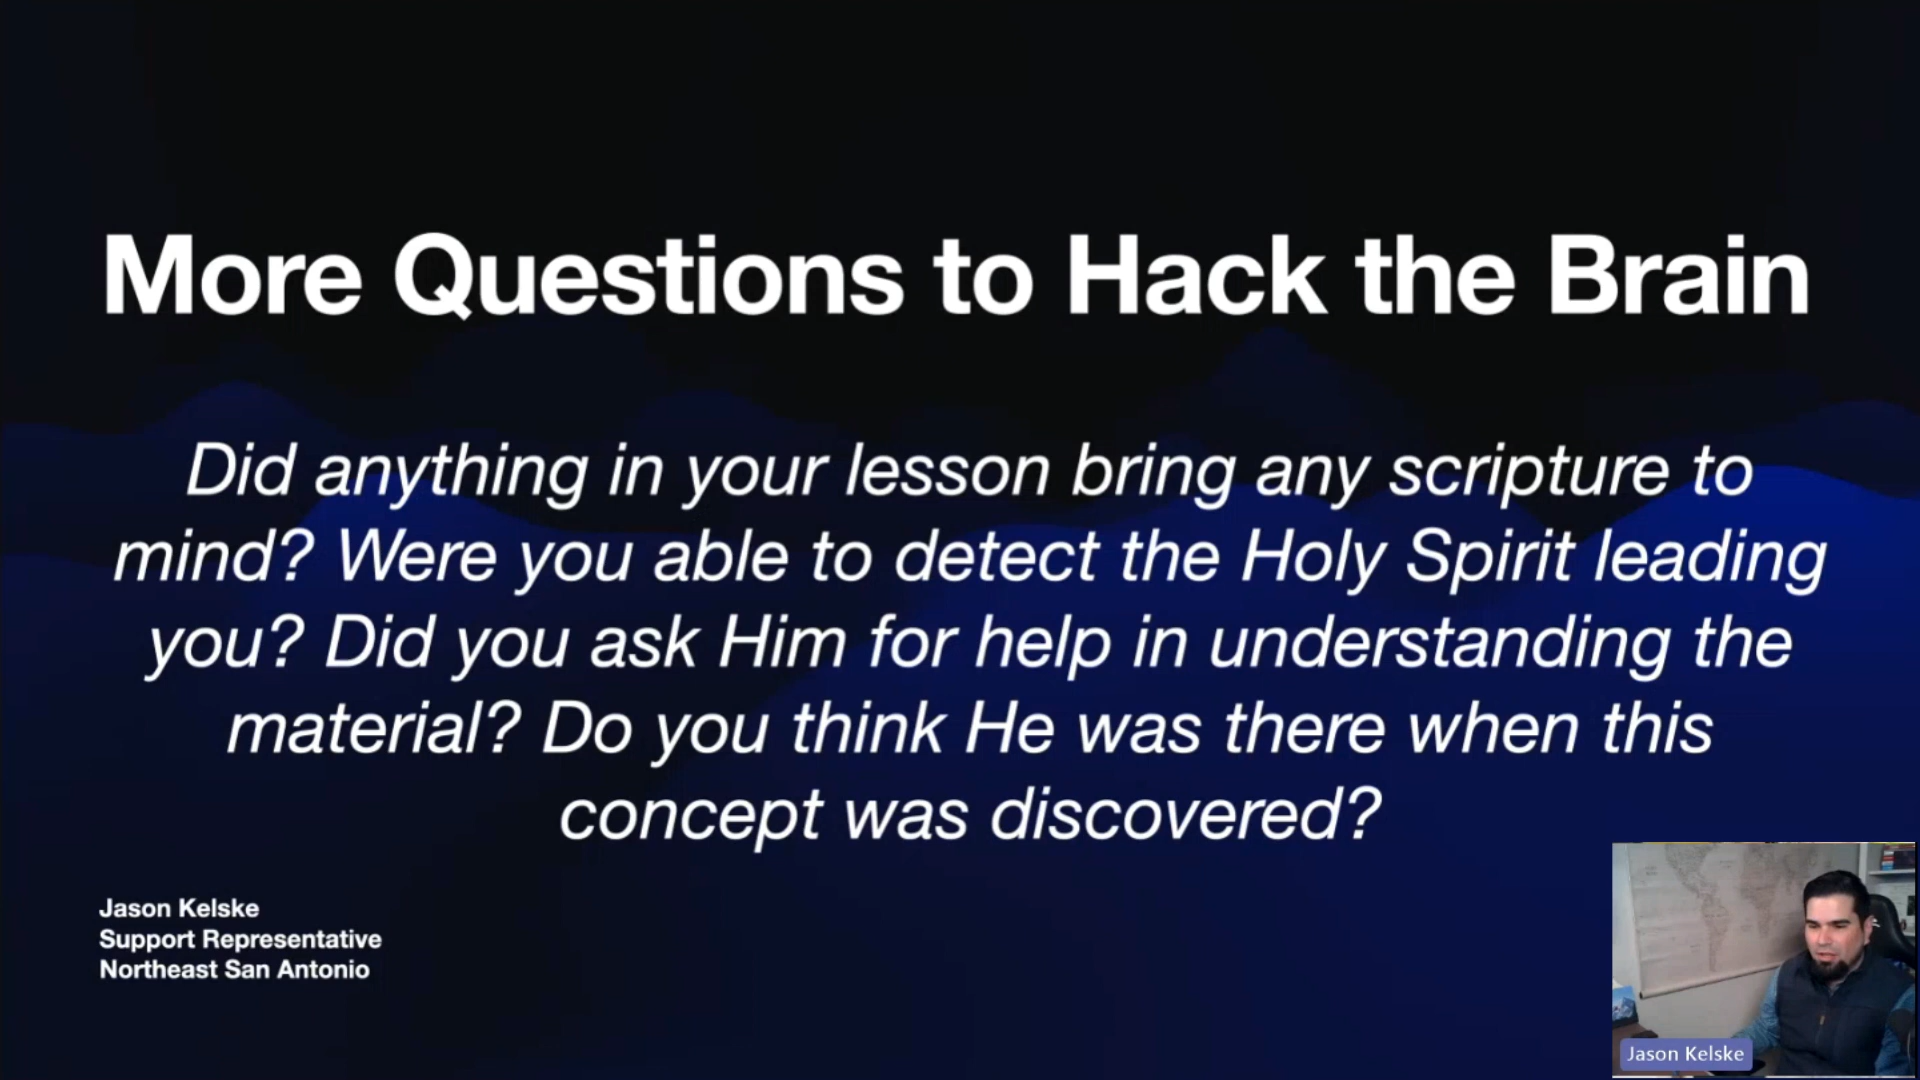 More Questions to Hack the Brain
Did anything in your lesson bring any scripture to
mind? Were you able to detect the Holy Spirit leading
you? Did you ask Him for help in understanding the
material? Do you think He was there when this
concept was discovered?
Jason Kelske
Support Representative
Northeast San Antonio
Jason Kelske